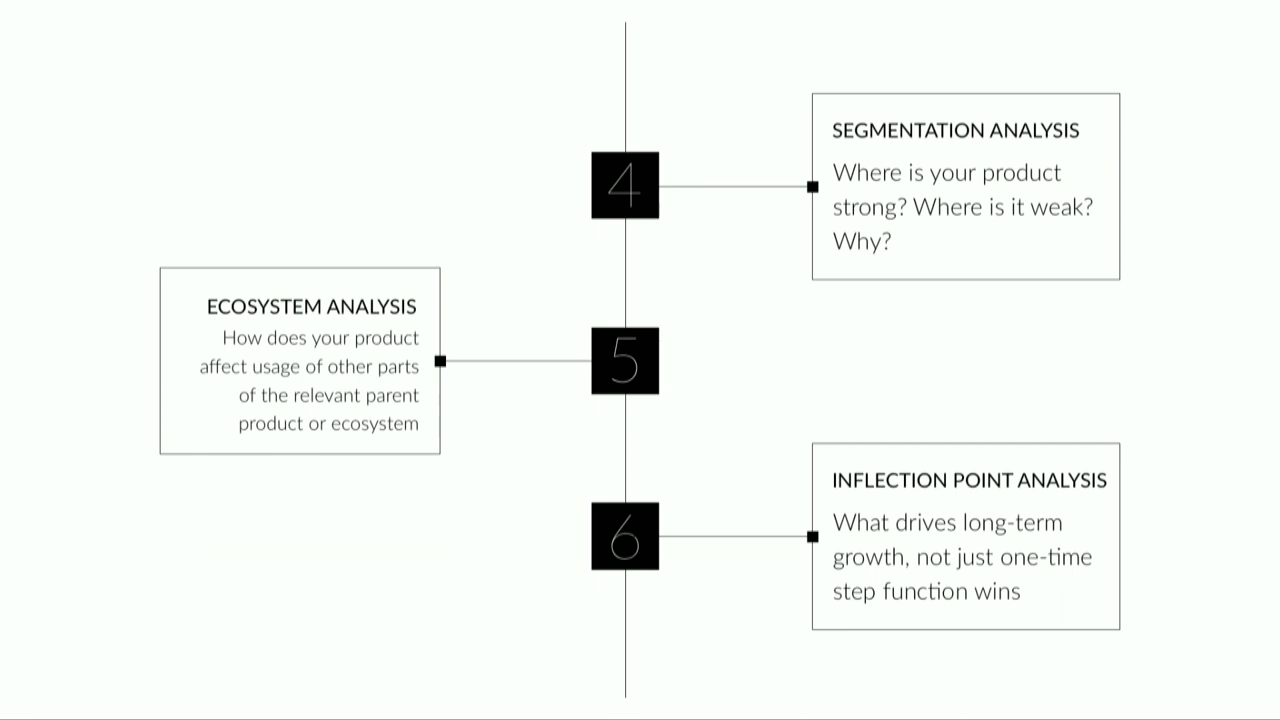 4
SEGMENTATION ANALYSIS
Where is your product
strong? Where is it weak?
Why?
5
ECOSYSTEM ANALYSIS
How does your product
affect usage of other parts
of the relevant parent
product or ecosystem
6
INFLECTION POINT ANALYSIS
What drives long-term
growth, not just one-time
step function wins